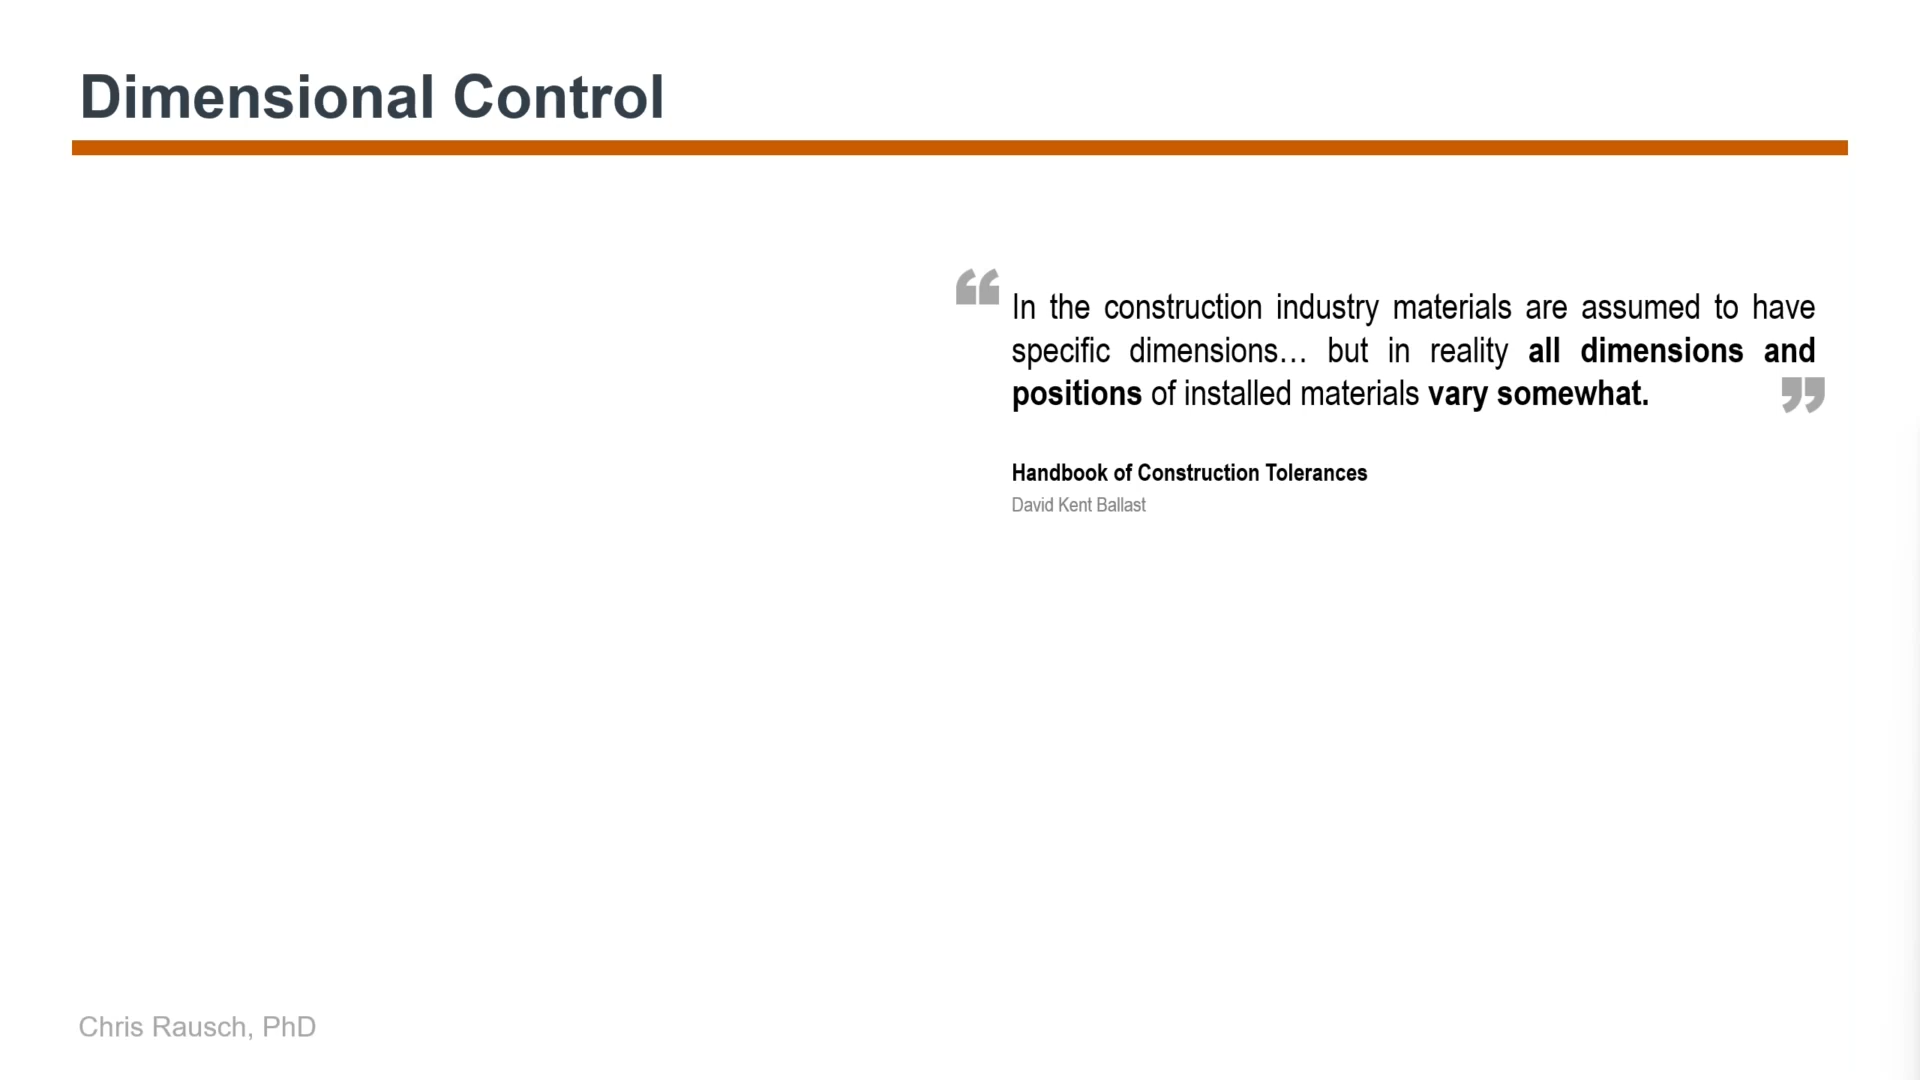 Dimensional Control
“
In the construction industry materials are assumed to have
specific dimensions… but in reality all dimensions and
positions of installed materials vary somewhat.
”
Handbook of Construction Tolerances
David Kent Ballast
Chris Rausch, PhD